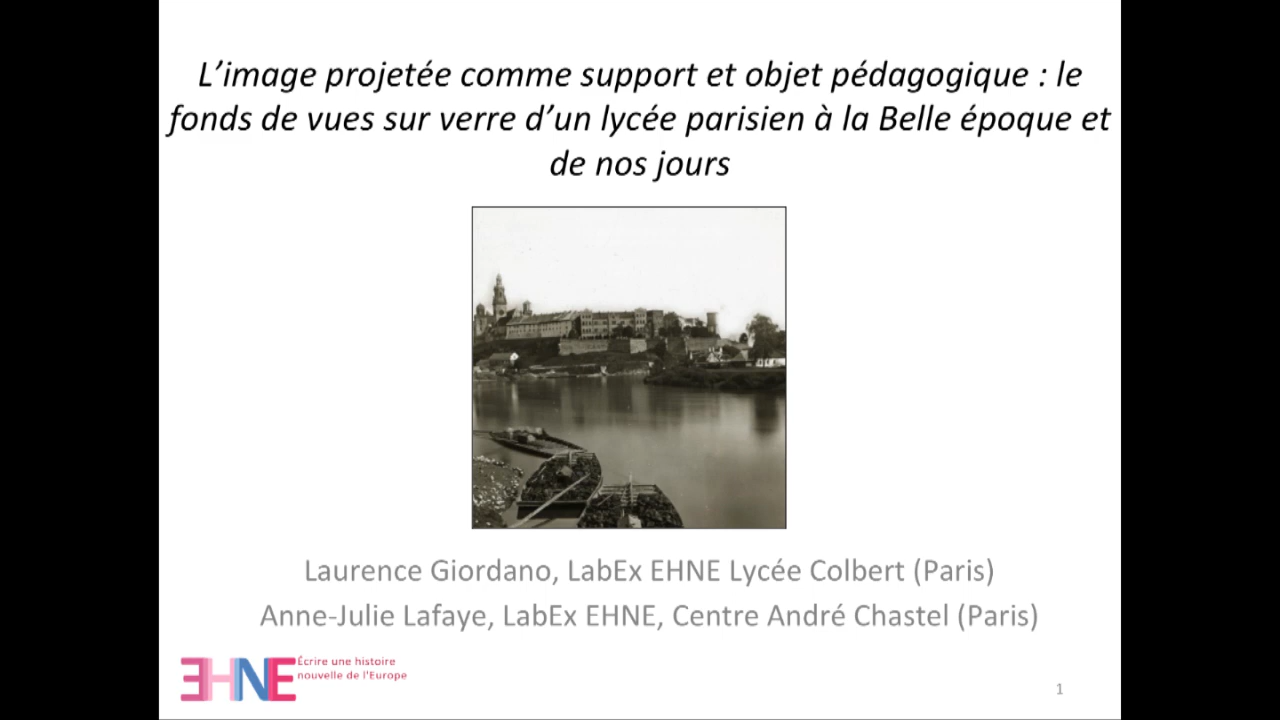 L’image projetée comme support et objet pédagogique : le
fonds de vues sur verre d’un lycée parisien à la Belle époque et
de nos jours
Laurence Giordano, LabEx EHNE Lycée Colbert (Paris)
Anne-Julie Lafaye, LabEx EHNE, Centre André Chastel (Paris)
EHNE
Écrire une histoire
nouvelle de l'Europe
1